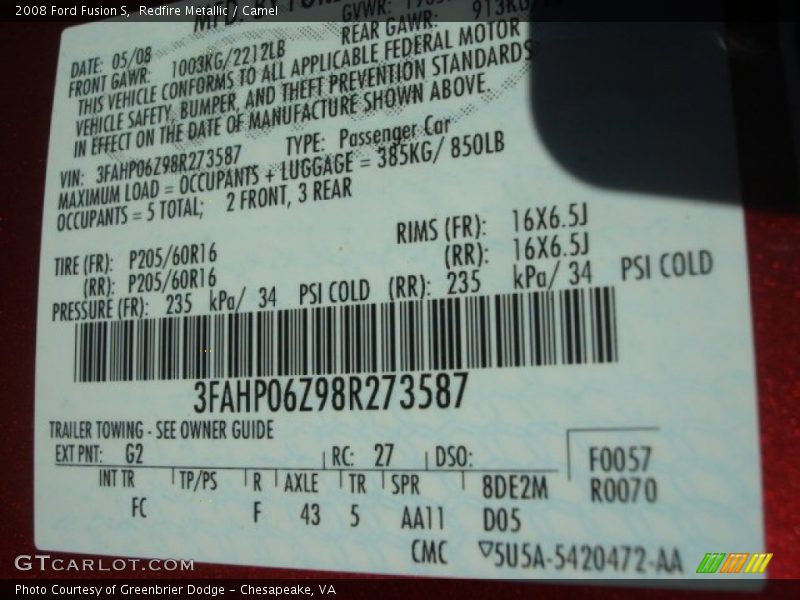 2008 Ford Fusion S, Redfire Metallic / Camel
DATE: 05/08 GVWR:
FRONT GAWR: 1003KG/2212LB REAR GAWR: 913KG/
THIS VEHICLE CONFORMS TO ALL APPLICABLE FEDERAL MOTOR
VEHICLE SAFETY, BUMPER, AND THEFT PREVENTION STANDARDS
IN EFFECT ON THE DATE OF MANUFACTURE SHOWN ABOVE.
VIN: 3FAHP06Z98R273587 TYPE: Passenger Car
MAXIMUM LOAD = OCCUPANTS + LUGGAGE = 385KG/ 850LB
OCCUPANTS = 5 TOTAL; 2 FRONT, 3 REAR
TIRE (FR): P205/60R16 RIMS (FR): 16X6.5J
(RR): P205/60R16 (RR): 16X6.5J
PRESSURE (FR): 235 kPa/ 34 PSI COLD (RR): 235 kPa/ 34 PSI COLD
3FAHP06Z98R273587
TRAILER TOWING - SEE OWNER GUIDE
EXT PNT: G2 RC: 27 DSO: F0057
INT TR TP/PS R AXLE TR SPR 8DE2M R0070
FC F 43 5 AA11 D05
CMC ▽5U5A-5420472-AA
GTCARLOT.COM
Photo Courtesy of Greenbrier Dodge - Chesapeake, VA